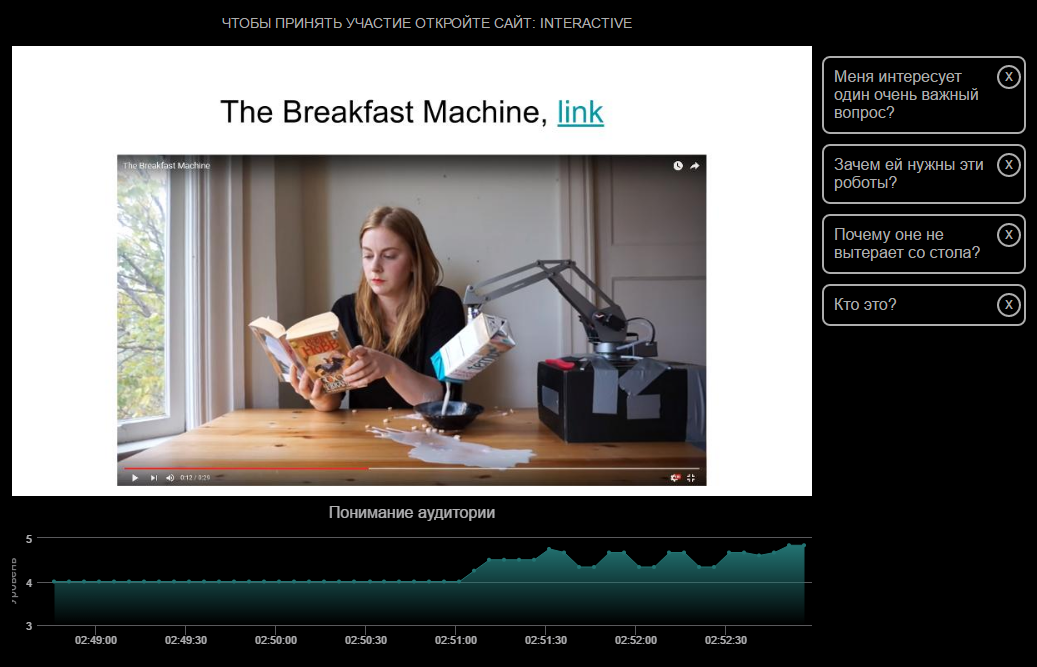 ЧТОБЫ ПРИНЯТЬ УЧАСТИЕ ОТКРОЙТЕ САЙТ: INTERACTIVE
The Breakfast Machine, link
The Breakfast Machine
0:12 / 0:29
Меня интересует
один очень важный
вопрос?
X
Зачем ей нужны эти
роботы?
X
Почему оне не
вытерает со стола?
X
Кто это?
X
Понимание аудитории
5
4
3
02:49:00 02:49:30 02:50:00 02:50:30 02:51:00 02:51:30 02:52:00 02:52:30